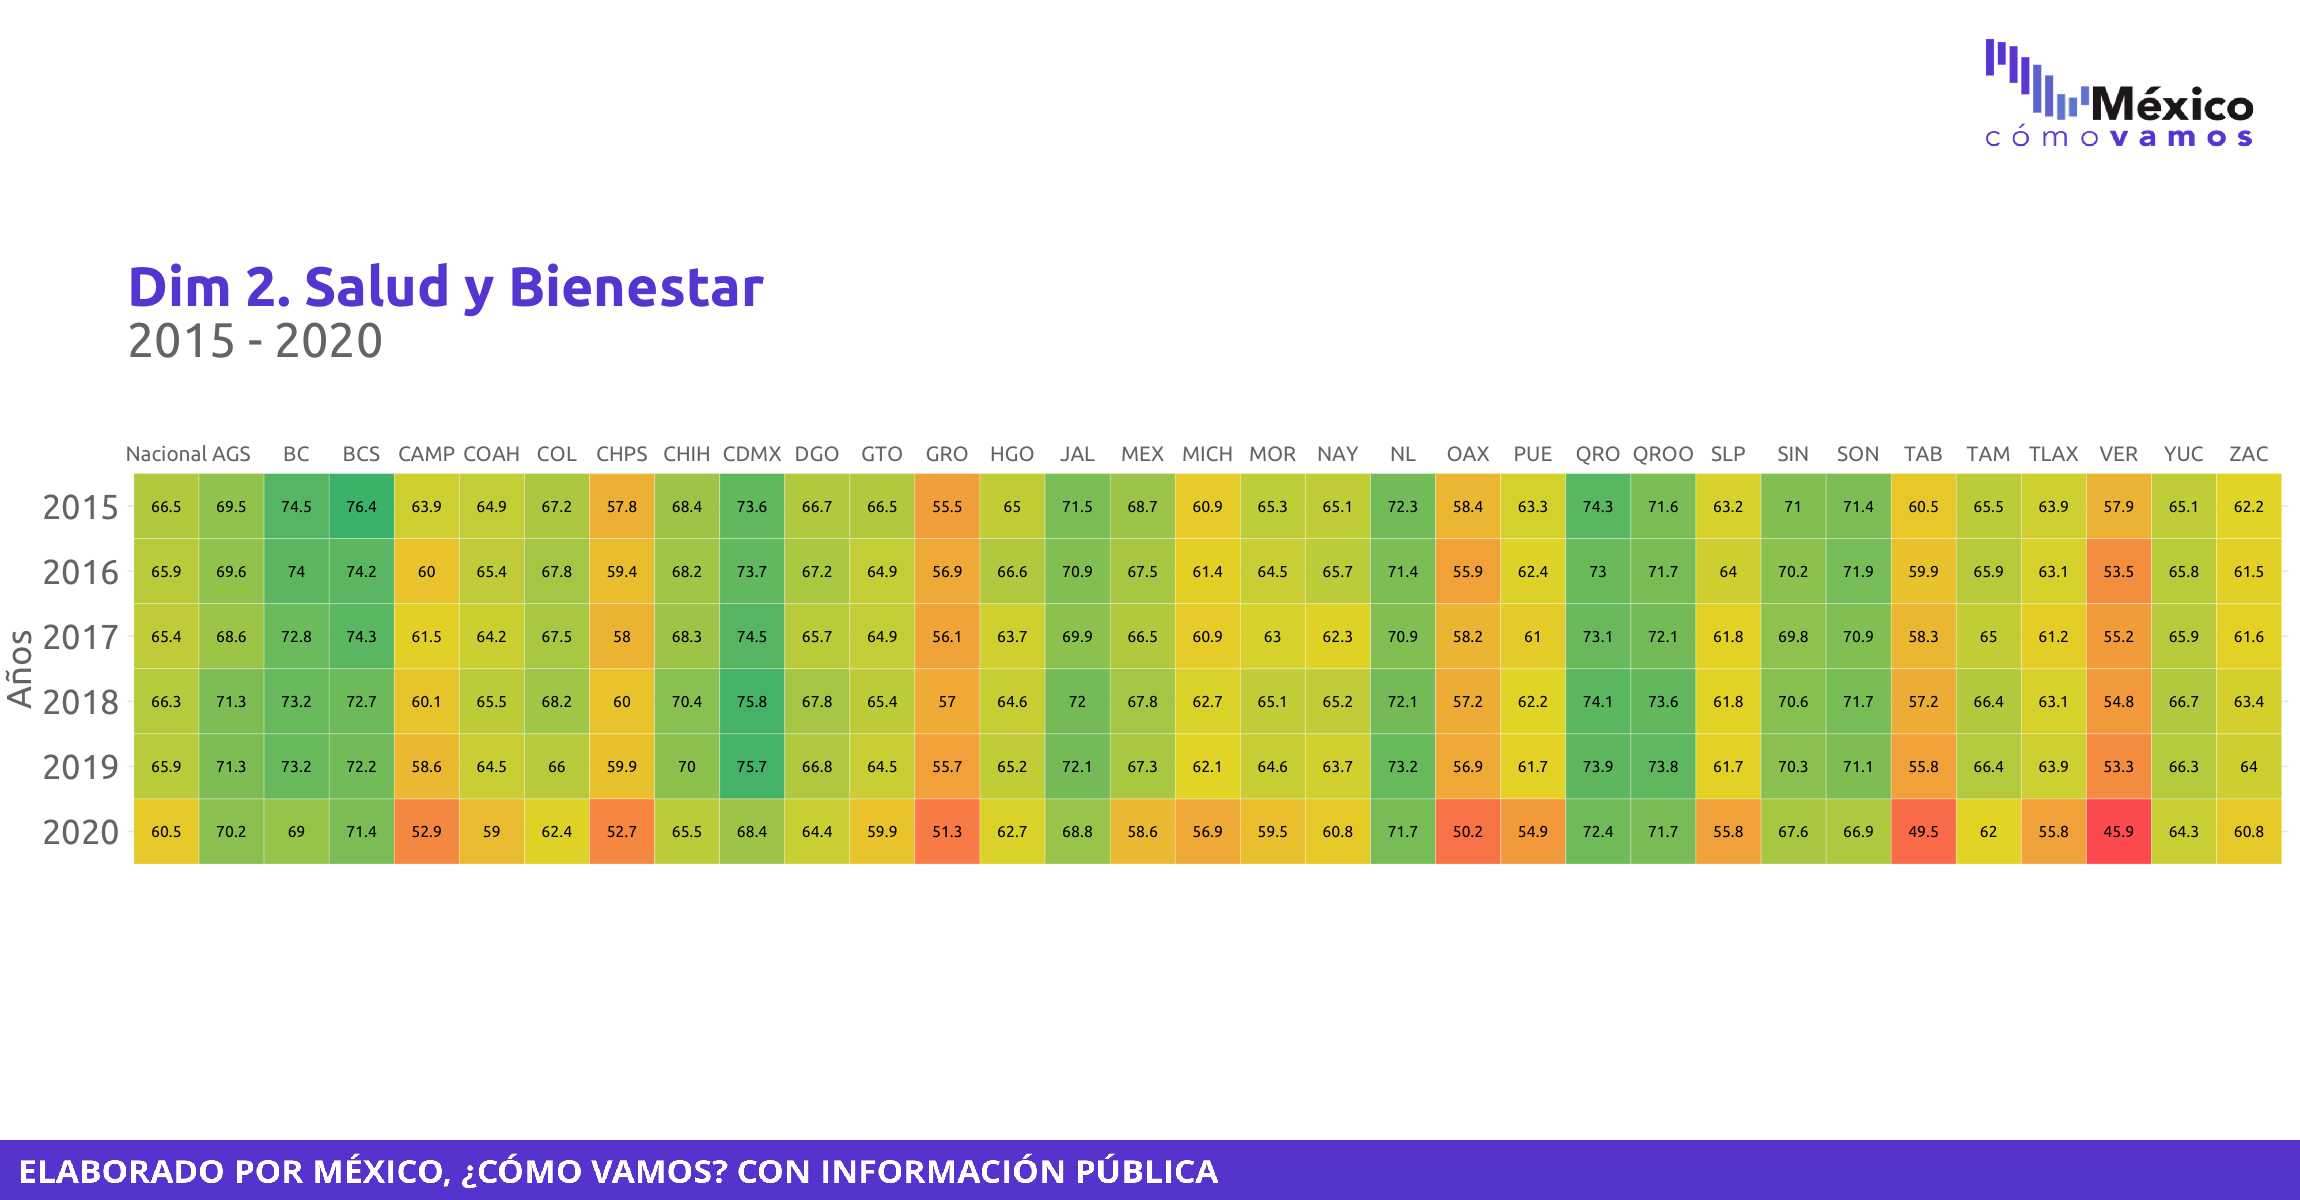 México
cómovamos
Dim 2. Salud y Bienestar
2015 - 2020
Nacional AGS BC BCS CAMP COAH COL CHPS CHIH CDMX DGO GTO GRO HGO JAL MEX MICH MOR NAY NL OAX PUE QRO QROO SLP SIN SON TAB TAM TLAX VER YUC ZAC
Años
2015 66.5 69.5 74.5 76.4 63.9 64.9 67.2 57.8 68.4 73.6 66.7 66.5 55.5 65 71.5 68.7 60.9 65.3 65.1 72.3 58.4 63.3 74.3 71.6 63.2 71 71.4 60.5 65.5 63.9 57.9 65.1 62.2
2016 65.9 69.6 74 74.2 60 65.4 67.8 59.4 68.2 73.7 67.2 64.9 56.9 66.6 70.9 67.5 61.4 64.5 65.7 71.4 55.9 62.4 73 71.7 64 70.2 71.9 59.9 65.9 63.1 53.5 65.8 61.5
2017 65.4 68.6 72.8 74.3 61.5 64.2 67.5 58 68.3 74.5 65.7 64.9 56.1 63.7 69.9 66.5 60.9 63 62.3 70.9 58.2 61 73.1 72.1 61.8 69.8 70.9 58.3 65 61.2 55.2 65.9 61.6
2018 66.3 71.3 73.2 72.7 60.1 65.5 68.2 60 70.4 75.8 67.8 65.4 57 64.6 72 67.8 62.7 65.1 65.2 72.1 57.2 62.2 74.1 73.6 61.8 70.6 71.7 57.2 66.4 63.1 54.8 66.7 63.4
2019 65.9 71.3 73.2 72.2 58.6 64.5 66 59.9 70 75.7 66.8 64.5 55.7 65.2 72.1 67.3 62.1 64.6 63.7 73.2 56.9 61.7 73.9 73.8 61.7 70.3 71.1 55.8 66.4 63.9 53.3 66.3 64
2020 60.5 70.2 69 71.4 52.9 59 62.4 52.7 65.5 68.4 64.4 59.9 51.3 62.7 68.8 58.6 56.9 59.5 60.8 71.7 50.2 54.9 72.4 71.7 55.8 67.6 66.9 49.5 62 55.8 45.9 64.3 60.8
ELABORADO POR MÉXICO, ¿CÓMO VAMOS? CON INFORMACIÓN PÚBLICA